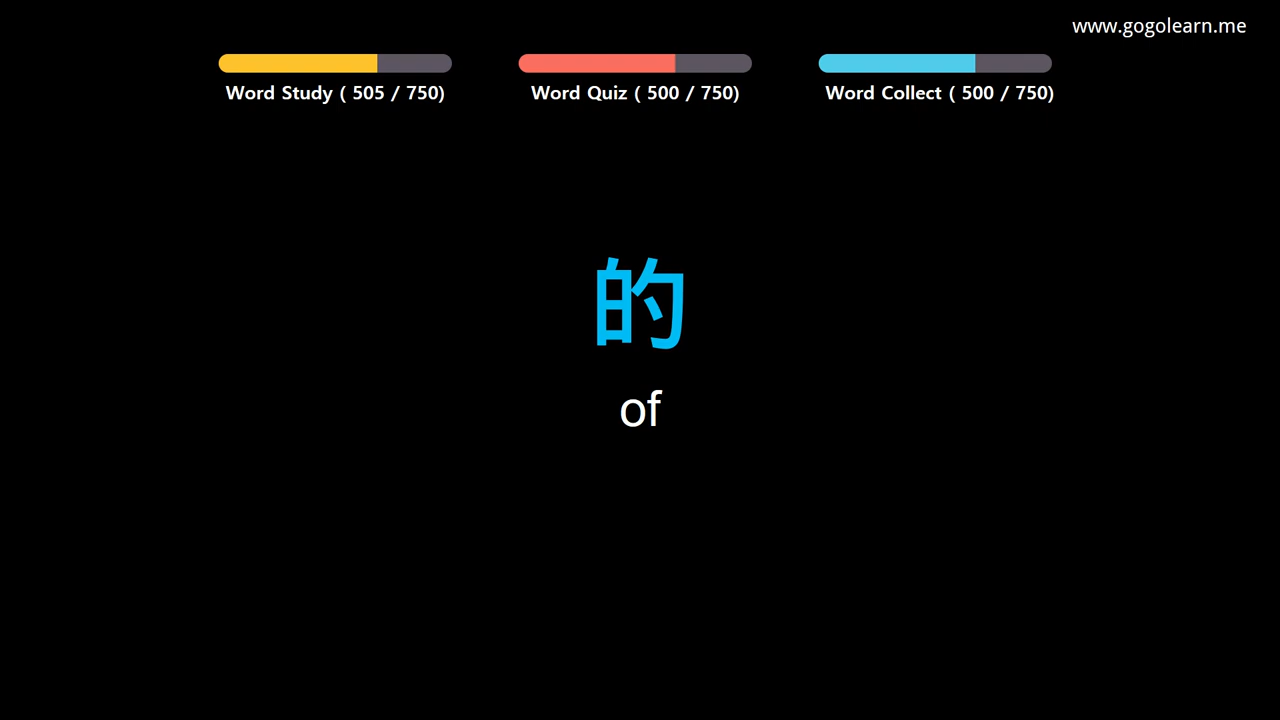 www.gogolearn.me
Word Study ( 505 / 750)
Word Quiz ( 500 / 750)
Word Collect ( 500 / 750)
的
of